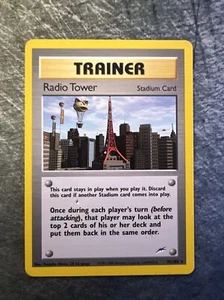 TRAINER
Radio Tower
Stadium Card
This card stays in play when you play it. Discard
this card if another Stadium card comes into play.
Once during each player's turn (before
attacking), that player may look at the top
2 cards of his or her deck and put
them back in the same order.